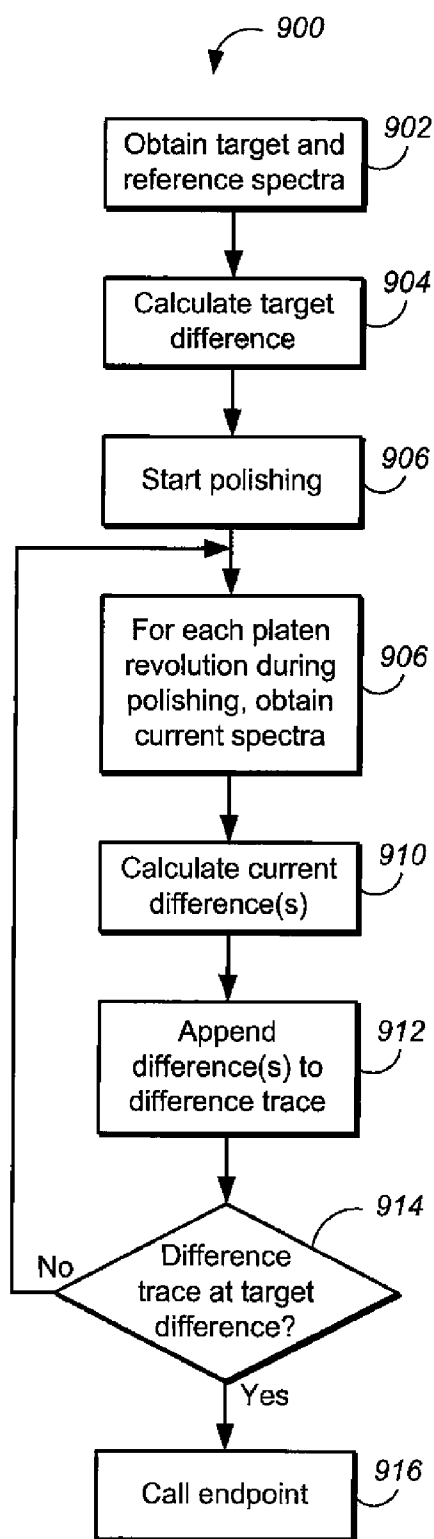 900
902
Obtain target and
reference spectra
904
Calculate target
difference
906
Start polishing
906
For each platen
revolution during
polishing, obtain
current spectra
910
Calculate current
difference(s)
912
Append
difference(s) to
difference trace
914
Difference
trace at target
difference?
No
Yes
916
Call endpoint